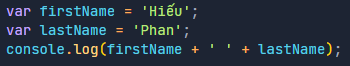 var firstName = 'Hiếu';
var lastName = 'Phan';
console.log(firstName + ' ' + lastName);